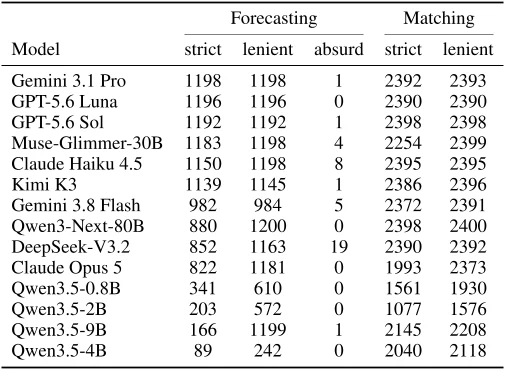 Forecasting Matching
Model strict lenient absurd strict lenient
Gemini 3.1 Pro 1198 1198 1 2392 2393
GPT-5.6 Luna 1196 1196 0 2390 2390
GPT-5.6 Sol 1192 1192 1 2398 2398
Muse-Glimmer-30B 1183 1198 4 2254 2399
Claude Haiku 4.5 1150 1198 8 2395 2395
Kimi K3 1139 1145 1 2386 2396
Gemini 3.8 Flash 982 984 5 2372 2391
Qwen3-Next-80B 880 1200 0 2398 2400
DeepSeek-V3.2 852 1163 19 2390 2392
Claude Opus 5 822 1181 0 1993 2373
Qwen3.5-0.8B 341 610 0 1561 1930
Qwen3.5-2B 203 572 0 1077 1576
Qwen3.5-9B 166 1199 1 2145 2208
Qwen3.5-4B 89 242 0 2040 2118